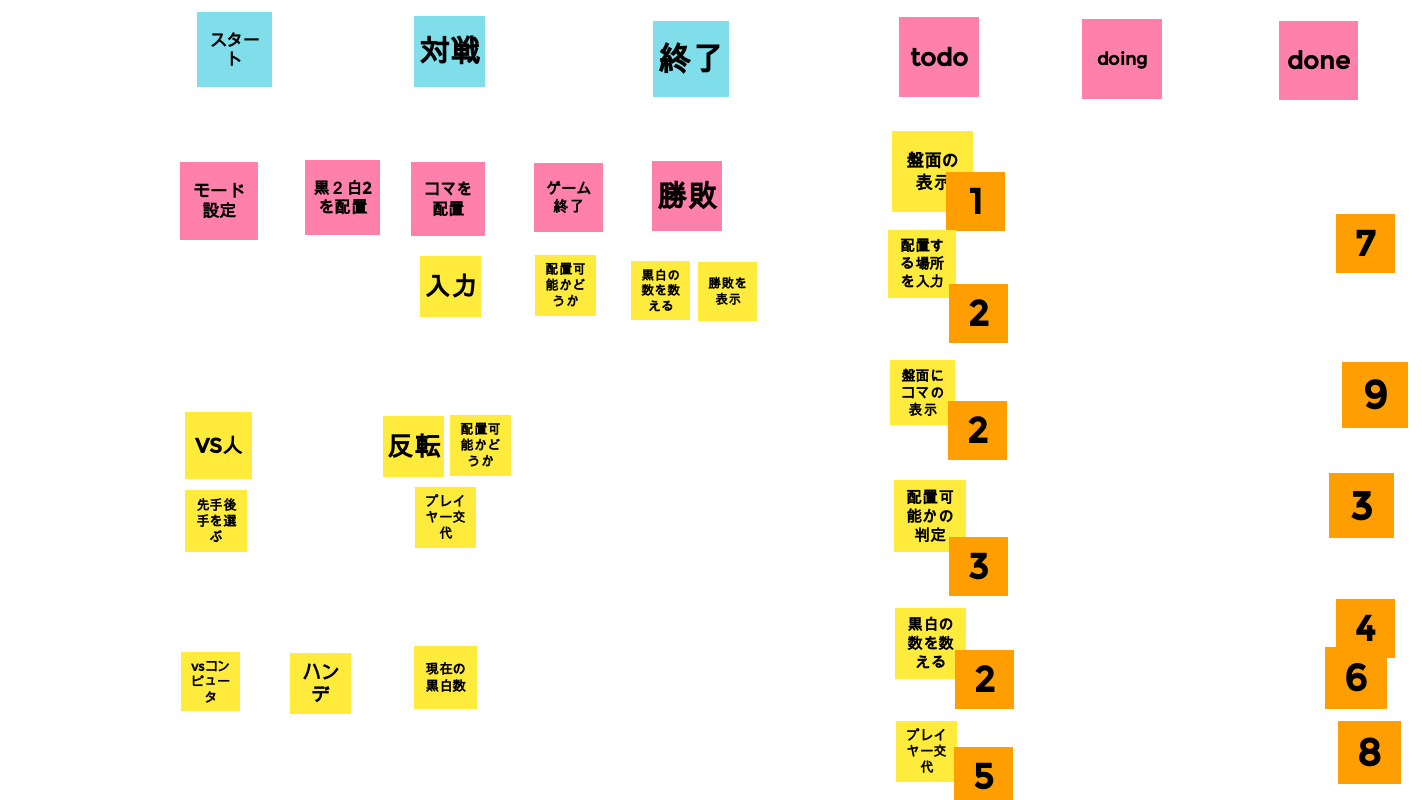 スター
ト
対戦
終了
todo
doing
done
モード
設定
黒２白2
を配置
コマを
配置
ゲーム
終了
勝敗
入力
配置可
能かど
うか
黒白の
数を数
える
勝敗を
表示
VS人
先手後
手を選
ぶ
反転
配置可
能かど
うか
プレイ
ヤー交
代
vsコン
ピュー
タ
ハン
デ
現在の
黒白数
盤面の
表示
1
配置す
る場所
を入力
2
盤面に
コマの
表示
2
配置可
能かの
判定
3
黒白の
数を数
える
2
プレイ
ヤー交
代
5
7
9
3
4
6
8